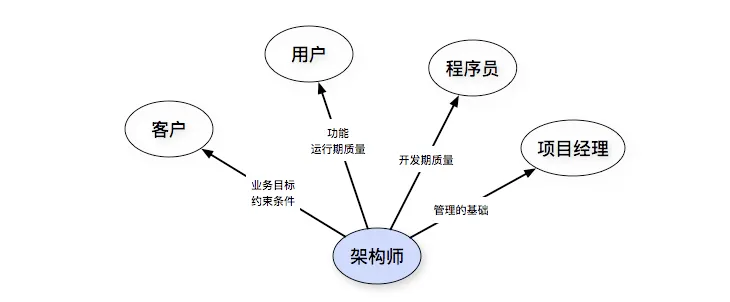 用户
程序员
客户
项目经理
功能
运行期质量
开发期质量
业务目标
约束条件
管理的基础
架构师